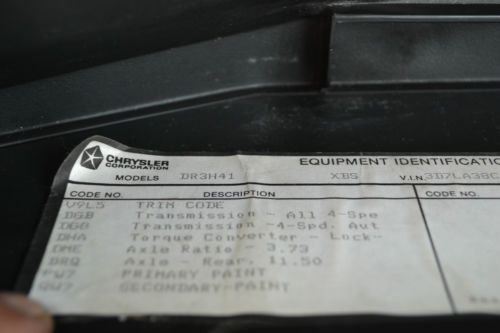 CHRYSLER
CORPORATION
EQUIPMENT IDENTIFICATIO
MODELS DR3H41 XBS V.I.N. 3B7LA38C
CODE NO. DESCRIPTION CODE NO.
V9L5 TRIM CODE
DGB Transmission - All 4-Spe
DG8 Transmission -4-Spd. Aut
DHA Torque Converter - Lock-
DME Axle Ratio - 3.73
DRQ Axle - Rear, 11.50
PW7 PRIMARY PAINT
QW7 SECONDARY PAINT